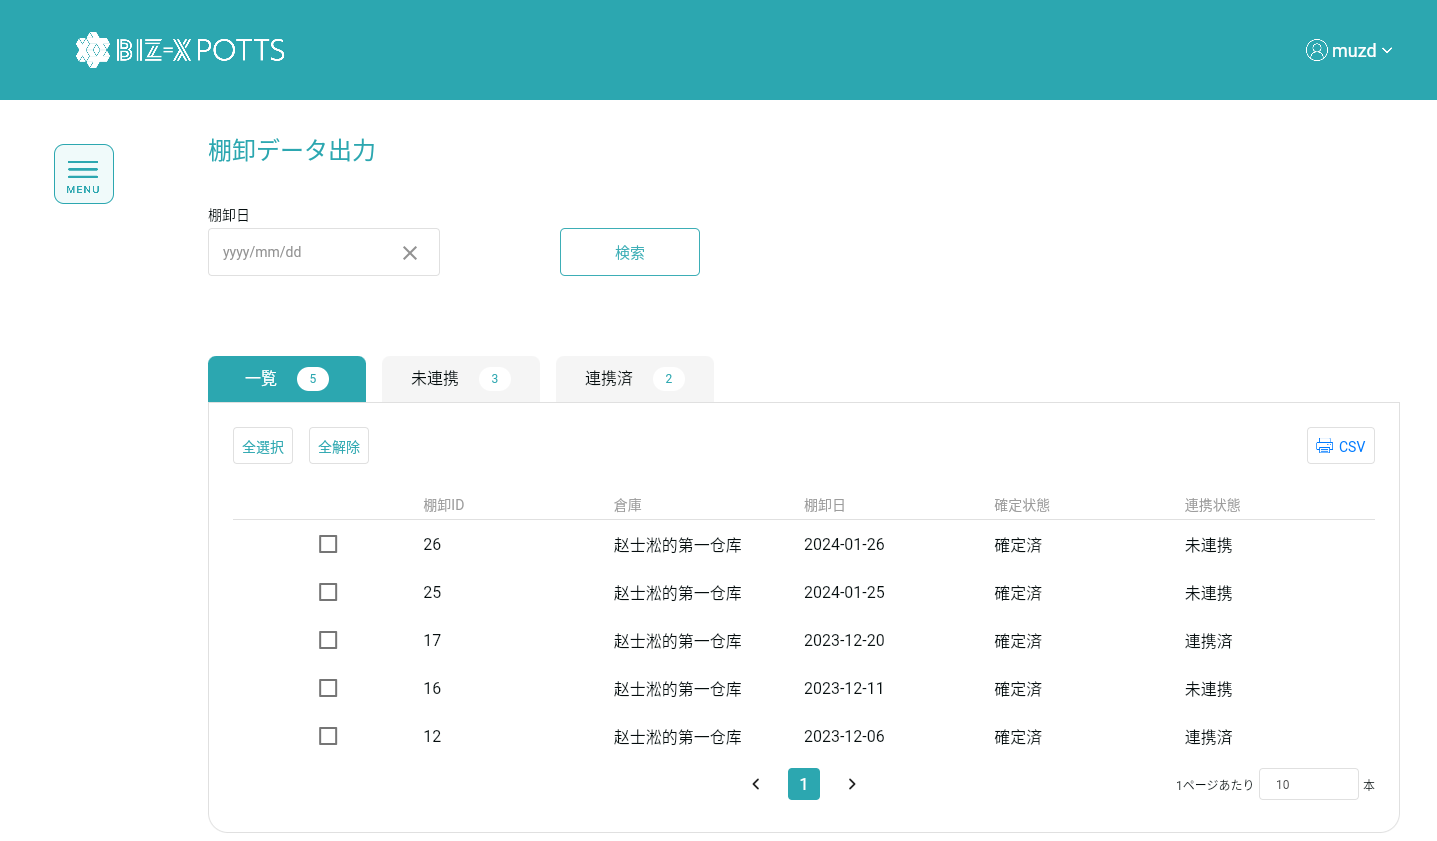 BIZ-X POTTS
muzd
MENU
棚卸データ出力
棚卸日
yyyy/mm/dd
検索
一覧 5
未連携 3
連携済 2
全選択 全解除
CSV
棚卸ID 倉庫 棚卸日 確定状態 連携状態
26 赵士淞的第一仓库 2024-01-26 確定済 未連携
25 赵士淞的第一仓库 2024-01-25 確定済 未連携
17 赵士淞的第一仓库 2023-12-20 確定済 連携済
16 赵士淞的第一仓库 2023-12-11 確定済 未連携
12 赵士淞的第一仓库 2023-12-06 確定済 連携済
1
1ページあたり 10 本